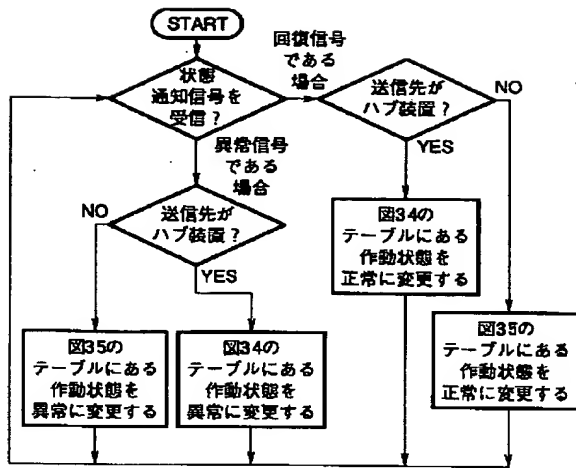 START
状態
通知信号を
受信?
回復信号
である
場合
送信先が
ハブ装置?
NO
YES
異常信号
である
場合
送信先が
ハブ装置?
NO
YES
図34の
テーブルにある
作動状態を
正常に変更する
図35の
テーブルにある
作動状態を
正常に変更する
図35の
テーブルにある
作動状態を
異常に変更する
図34の
テーブルにある
作動状態を
異常に変更する